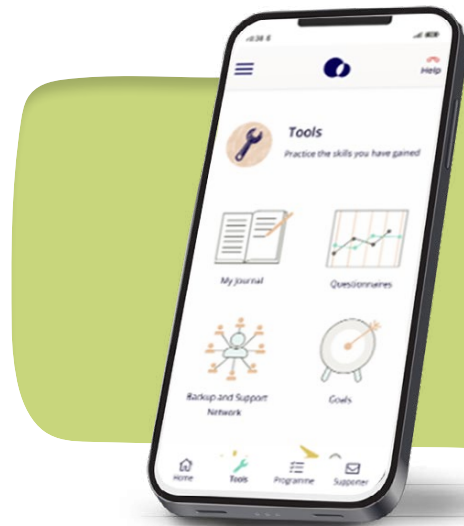 Help
Tools
Practice the skills you have gained
My Journal
Questionnaires
Backup and Support
Network
Goals
Home
Tools
Programme
Supporter